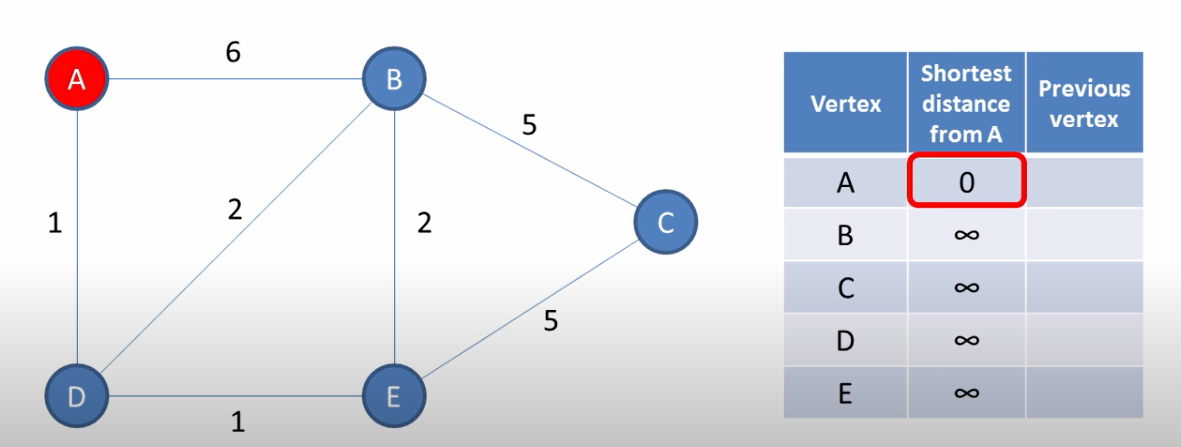 6
A
B
5
1
2
2
C
5
D
E
1
Vertex
Shortest
distance
from A
Previous
vertex
A 0
B ∞
C ∞
D ∞
E ∞